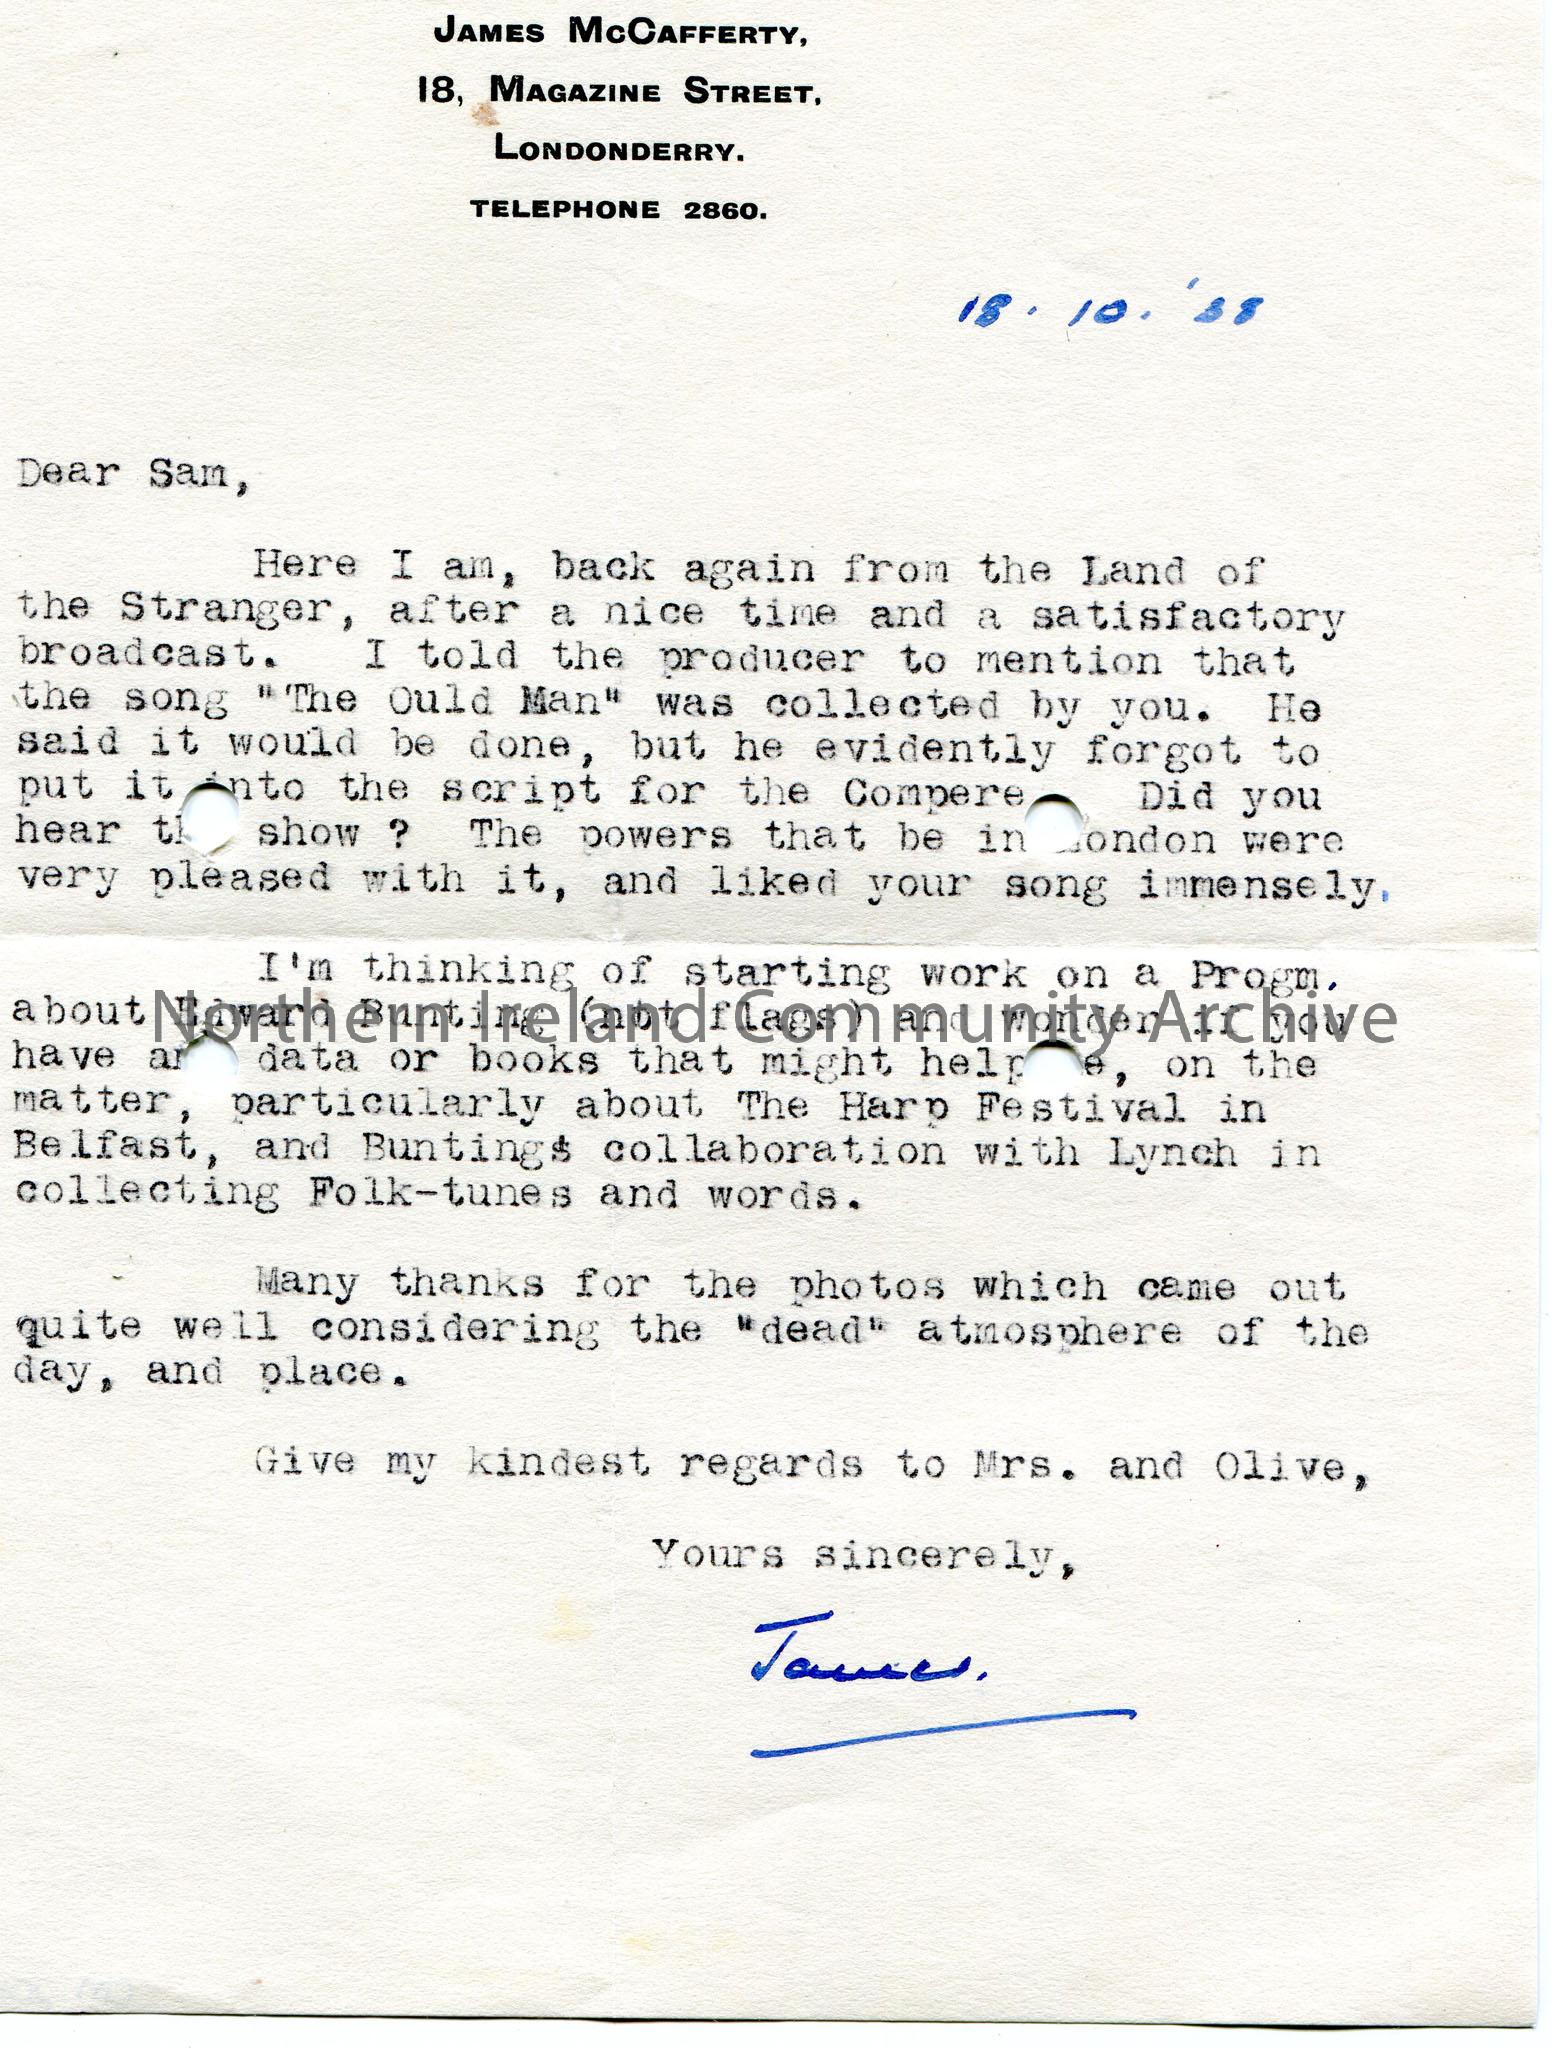 JAMES McCAFFERTY,
18, MAGAZINE STREET,
LONDONDERRY.
TELEPHONE 2860.
18. 10. '58
Dear Sam,
Here I am, back again from the Land of
the Stranger, after a nice time and a satisfactory
broadcast. I told the producer to mention that
the song "The Ould Man" was collected by you. He
said it would be done, but he evidently forgot to
put it into the script for the Compere Did you
hear the show ? The powers that be in London were
very pleased with it, and liked your song immensely.
I'm thinking of starting work on a Progm.
about Edward Bunting (not flags) and wonder if you
have any data or books that might help me, on the
matter, particularly about The Harp Festival in
Belfast, and Buntings collaboration with Lynch in
collecting Folk-tunes and words.
Many thanks for the photos which came out
quite well considering the "dead" atmosphere of the
day, and place.
Give my kindest regards to Mrs. and Olive,
Yours sincerely,
James.
Northern Ireland Community Archive